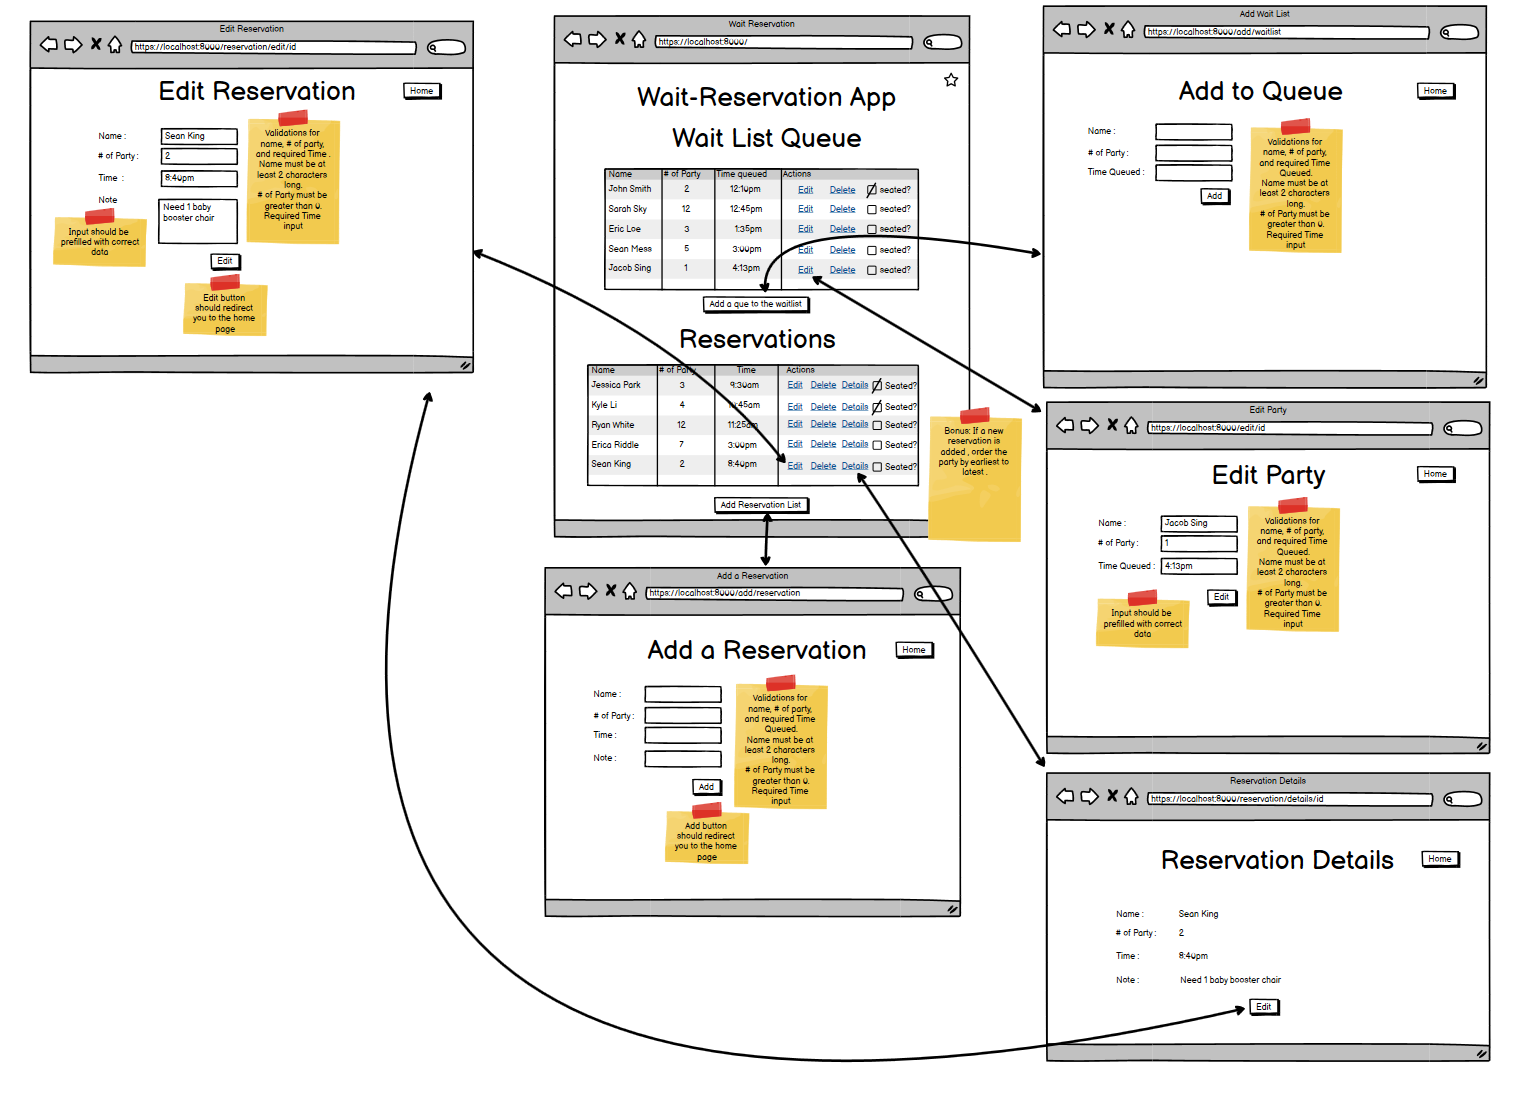 Edit Reservation
https://localhost:8000/reservation/edit/id
Edit Reservation
Home
Name :
Sean King
# of Party :
2
Time :
8:40pm
Note
Need 1 baby
booster chair
Validations for
name, # of party,
and required Time .
Name must be at
least 2 characters
long.
# of Party must be
greater than 0.
Required Time
input
Input should be
prefilled with correct
data
Edit
Edit button
should redirect
you to the home
page
Wait Reservation
https://localhost:8000/
Wait-Reservation App
Wait List Queue
Name # of Party Time queued Actions
John Smith 2 12:10pm Edit Delete seated?
Sarah Sky 12 12:45pm Edit Delete seated?
Eric Loe 3 1:35pm Edit Delete seated?
Sean Mess 5 3:00pm Edit Delete seated?
Jacob Sing 1 4:13pm Edit Delete seated?
Add a que to the waitlist
Reservations
Name # of Party Time Actions
Jessica Park 3 9:30am Edit Delete Details Seated?
Kyle Li 4 10:45am Edit Delete Details Seated?
Ryan White 12 11:25am Edit Delete Details Seated?
Erica Riddle 7 3:00pm Edit Delete Details Seated?
Sean King 2 8:40pm Edit Delete Details Seated?
Add Reservation List
Bonus: If a new
reservation is
added , order the
party by earliest to
latest .
Add Wait List
https://localhost:8000/add/waitlist
Add to Queue
Home
Name :
# of Party :
Time Queued :
Add
Validations for
name, # of party,
and required Time
Queued.
Name must be at
least 2 characters
long.
# of Party must be
greater than 0.
Required Time
input
Edit Party
https://localhost:8000/edit/id
Edit Party
Home
Name :
Jacob Sing
# of Party :
1
Time Queued :
4:13pm
Edit
Validations for
name, # of party,
and required Time
Queued.
Name must be at
least 2 characters
long.
# of Party must be
greater than 0.
Required Time
input
Input should be
prefilled with correct
data
Add a Reservation
https://localhost:8000/add/reservation
Add a Reservation
Home
Name :
# of Party :
Time :
Note :
Add
Validations for
name, # of party,
and required Time
Queued.
Name must be at
least 2 characters
long.
# of Party must be
greater than 0.
Required Time
input
Add button
should redirect
you to the home
page
Reservation Details
https://localhost:8000/reservation/details/id
Reservation Details
Home
Name : Sean King
# of Party : 2
Time : 8:40pm
Note : Need 1 baby booster chair
Edit